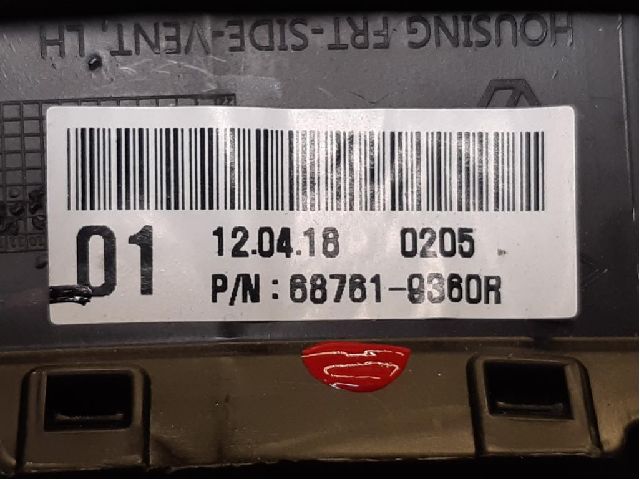 HOUSING FRT-SIDE-VENT, LH
01
12.04.18 0205
P/N : 68761-9360R